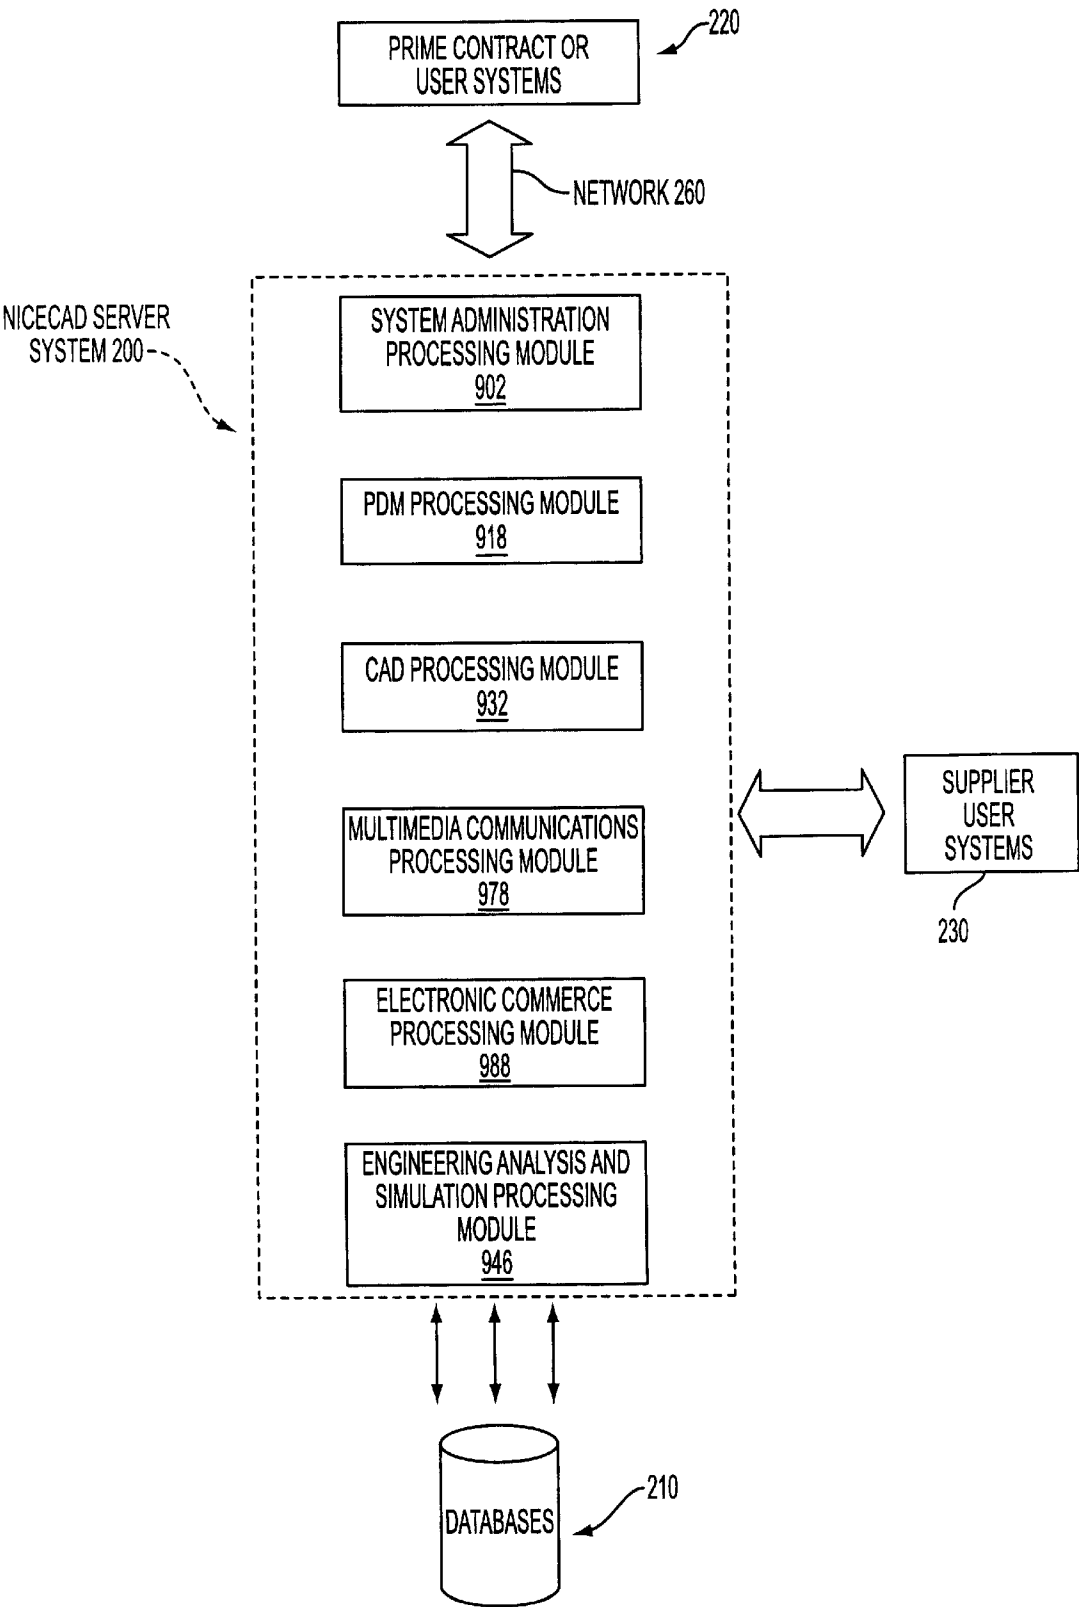 PRIME CONTRACT OR
USER SYSTEMS
220
NETWORK 260
NICECAD SERVER
SYSTEM 200
SYSTEM ADMINISTRATION
PROCESSING MODULE
902
PDM PROCESSING MODULE
918
CAD PROCESSING MODULE
932
MULTIMEDIA COMMUNICATIONS
PROCESSING MODULE
978
SUPPLIER
USER
SYSTEMS
230
ELECTRONIC COMMERCE
PROCESSING MODULE
988
ENGINEERING ANALYSIS AND
SIMULATION PROCESSING
MODULE
946
DATABASES
210